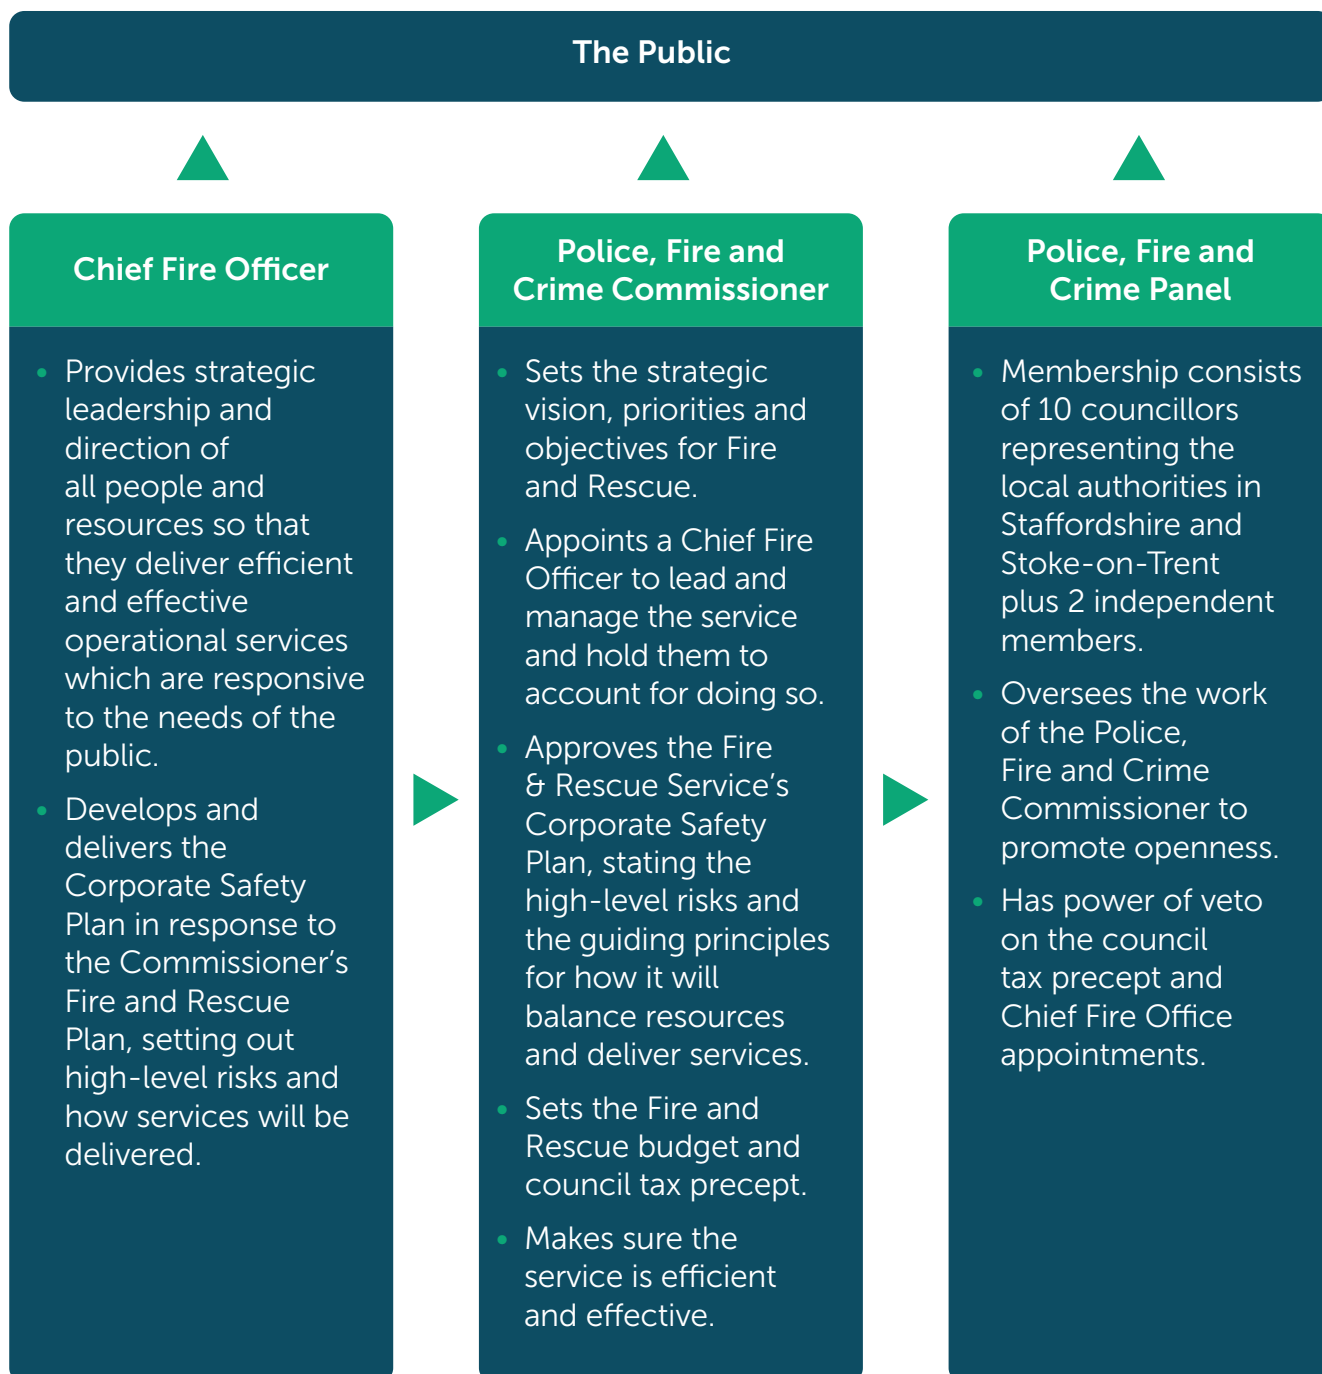 The Public
Chief Fire Officer
• Provides strategic
leadership and
direction of
all people and
resources so that
they deliver efficient
and effective
operational services
which are responsive
to the needs of the
public.
• Develops and
delivers the
Corporate Safety
Plan in response to
the Commissioner’s
Fire and Rescue
Plan, setting out
high-level risks and
how services will be
delivered.
Police, Fire and
Crime Commissioner
• Sets the strategic
vision, priorities and
objectives for Fire
and Rescue.
• Appoints a Chief Fire
Officer to lead and
manage the service
and hold them to
account for doing so.
• Approves the Fire
& Rescue Service’s
Corporate Safety
Plan, stating the
high-level risks and
the guiding principles
for how it will
balance resources
and deliver services.
• Sets the Fire and
Rescue budget and
council tax precept.
• Makes sure the
service is efficient
and effective.
Police, Fire and
Crime Panel
• Membership consists
of 10 councillors
representing the
local authorities in
Staffordshire and
Stoke-on-Trent
plus 2 independent
members.
• Oversees the work
of the Police,
Fire and Crime
Commissioner to
promote openness.
• Has power of veto
on the council
tax precept and
Chief Fire Office
appointments.